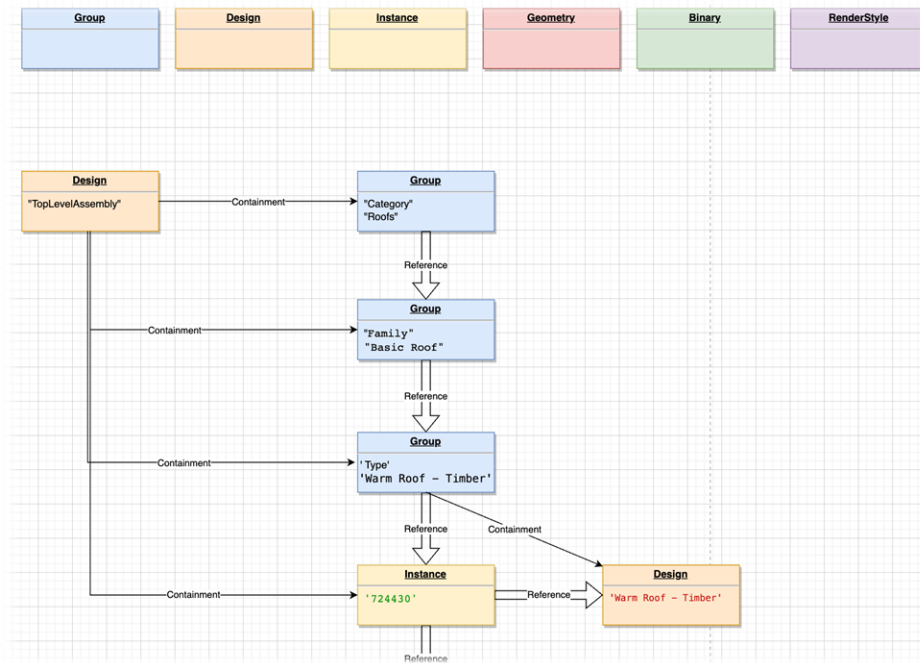 Group
Design
Instance
Geometry
Binary
RenderStyle
Design
"TopLevelAssembly"
Containment
Group
"Category"
"Roofs"
Reference
Group
"Family"
"Basic Roof"
Containment
Reference
Group
'Type'
'Warm Roof – Timber'
Containment
Reference
Containment
Instance
'724430'
Containment
Reference
Design
'Warm Roof – Timber'
Reference